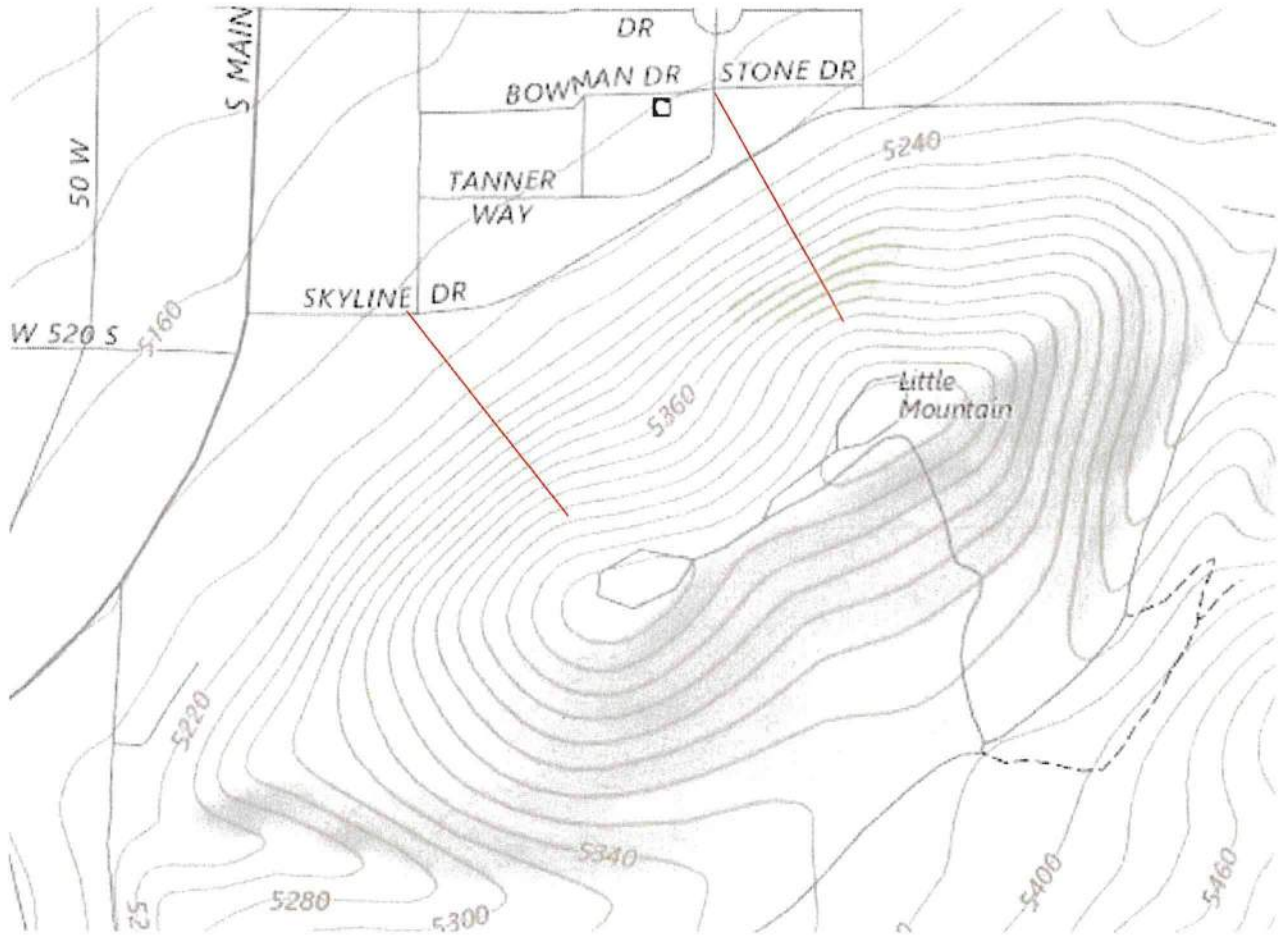 DR
S MAIN
BOWMAN DR
STONE DR
50 W
5240
TANNER
WAY
SKYLINE DR
5160
W 520 S
5360
Little
Mountain
5220
5340
5280
5300
5400
5460